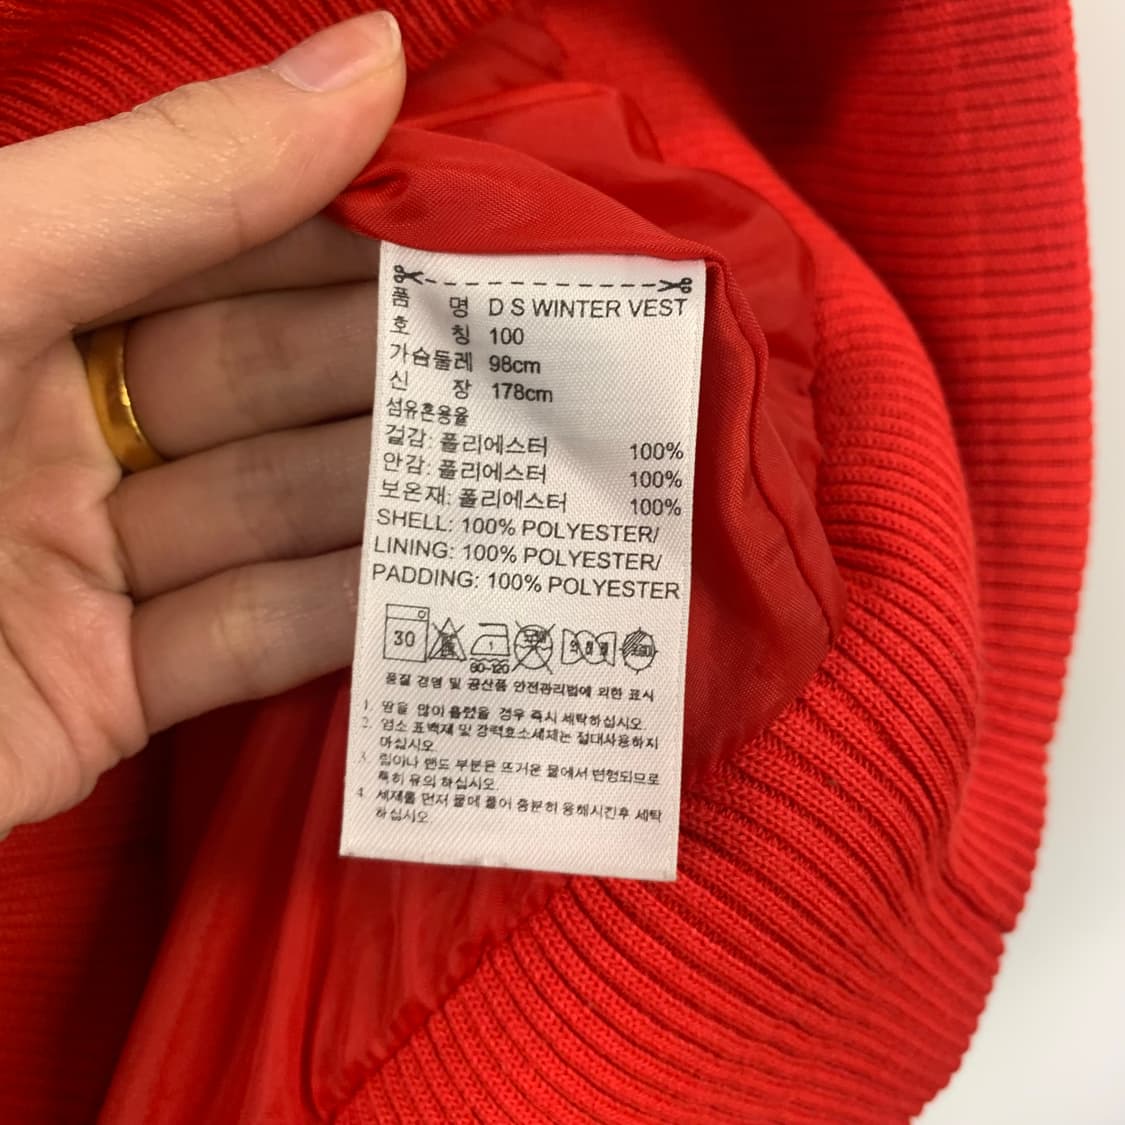 품 명 D S WINTER VEST
호 칭 100
가슴둘레 98cm
신 장 178cm
섬유혼용율
겉감: 폴리에스터 100%
안감: 폴리에스터 100%
보온재: 폴리에스터 100%
SHELL: 100% POLYESTER/
LINING: 100% POLYESTER/
PADDING: 100% POLYESTER
30
80-120
품질 경영 및 공산품 안전관리법에 의한 표시
1. 땀을 많이 흘렸을 경우 즉시 세탁하십시오.
2. 염소 표백제 및 강력효소세제는 절대사용하지
마십시오.
3. 립이나 밴드 부분은 뜨거운 물에서 변형되므로
특히 유의 하십시오.
4. 세제를 먼저 물에 풀어 충분히 용해시킨후 세탁
하십시오.